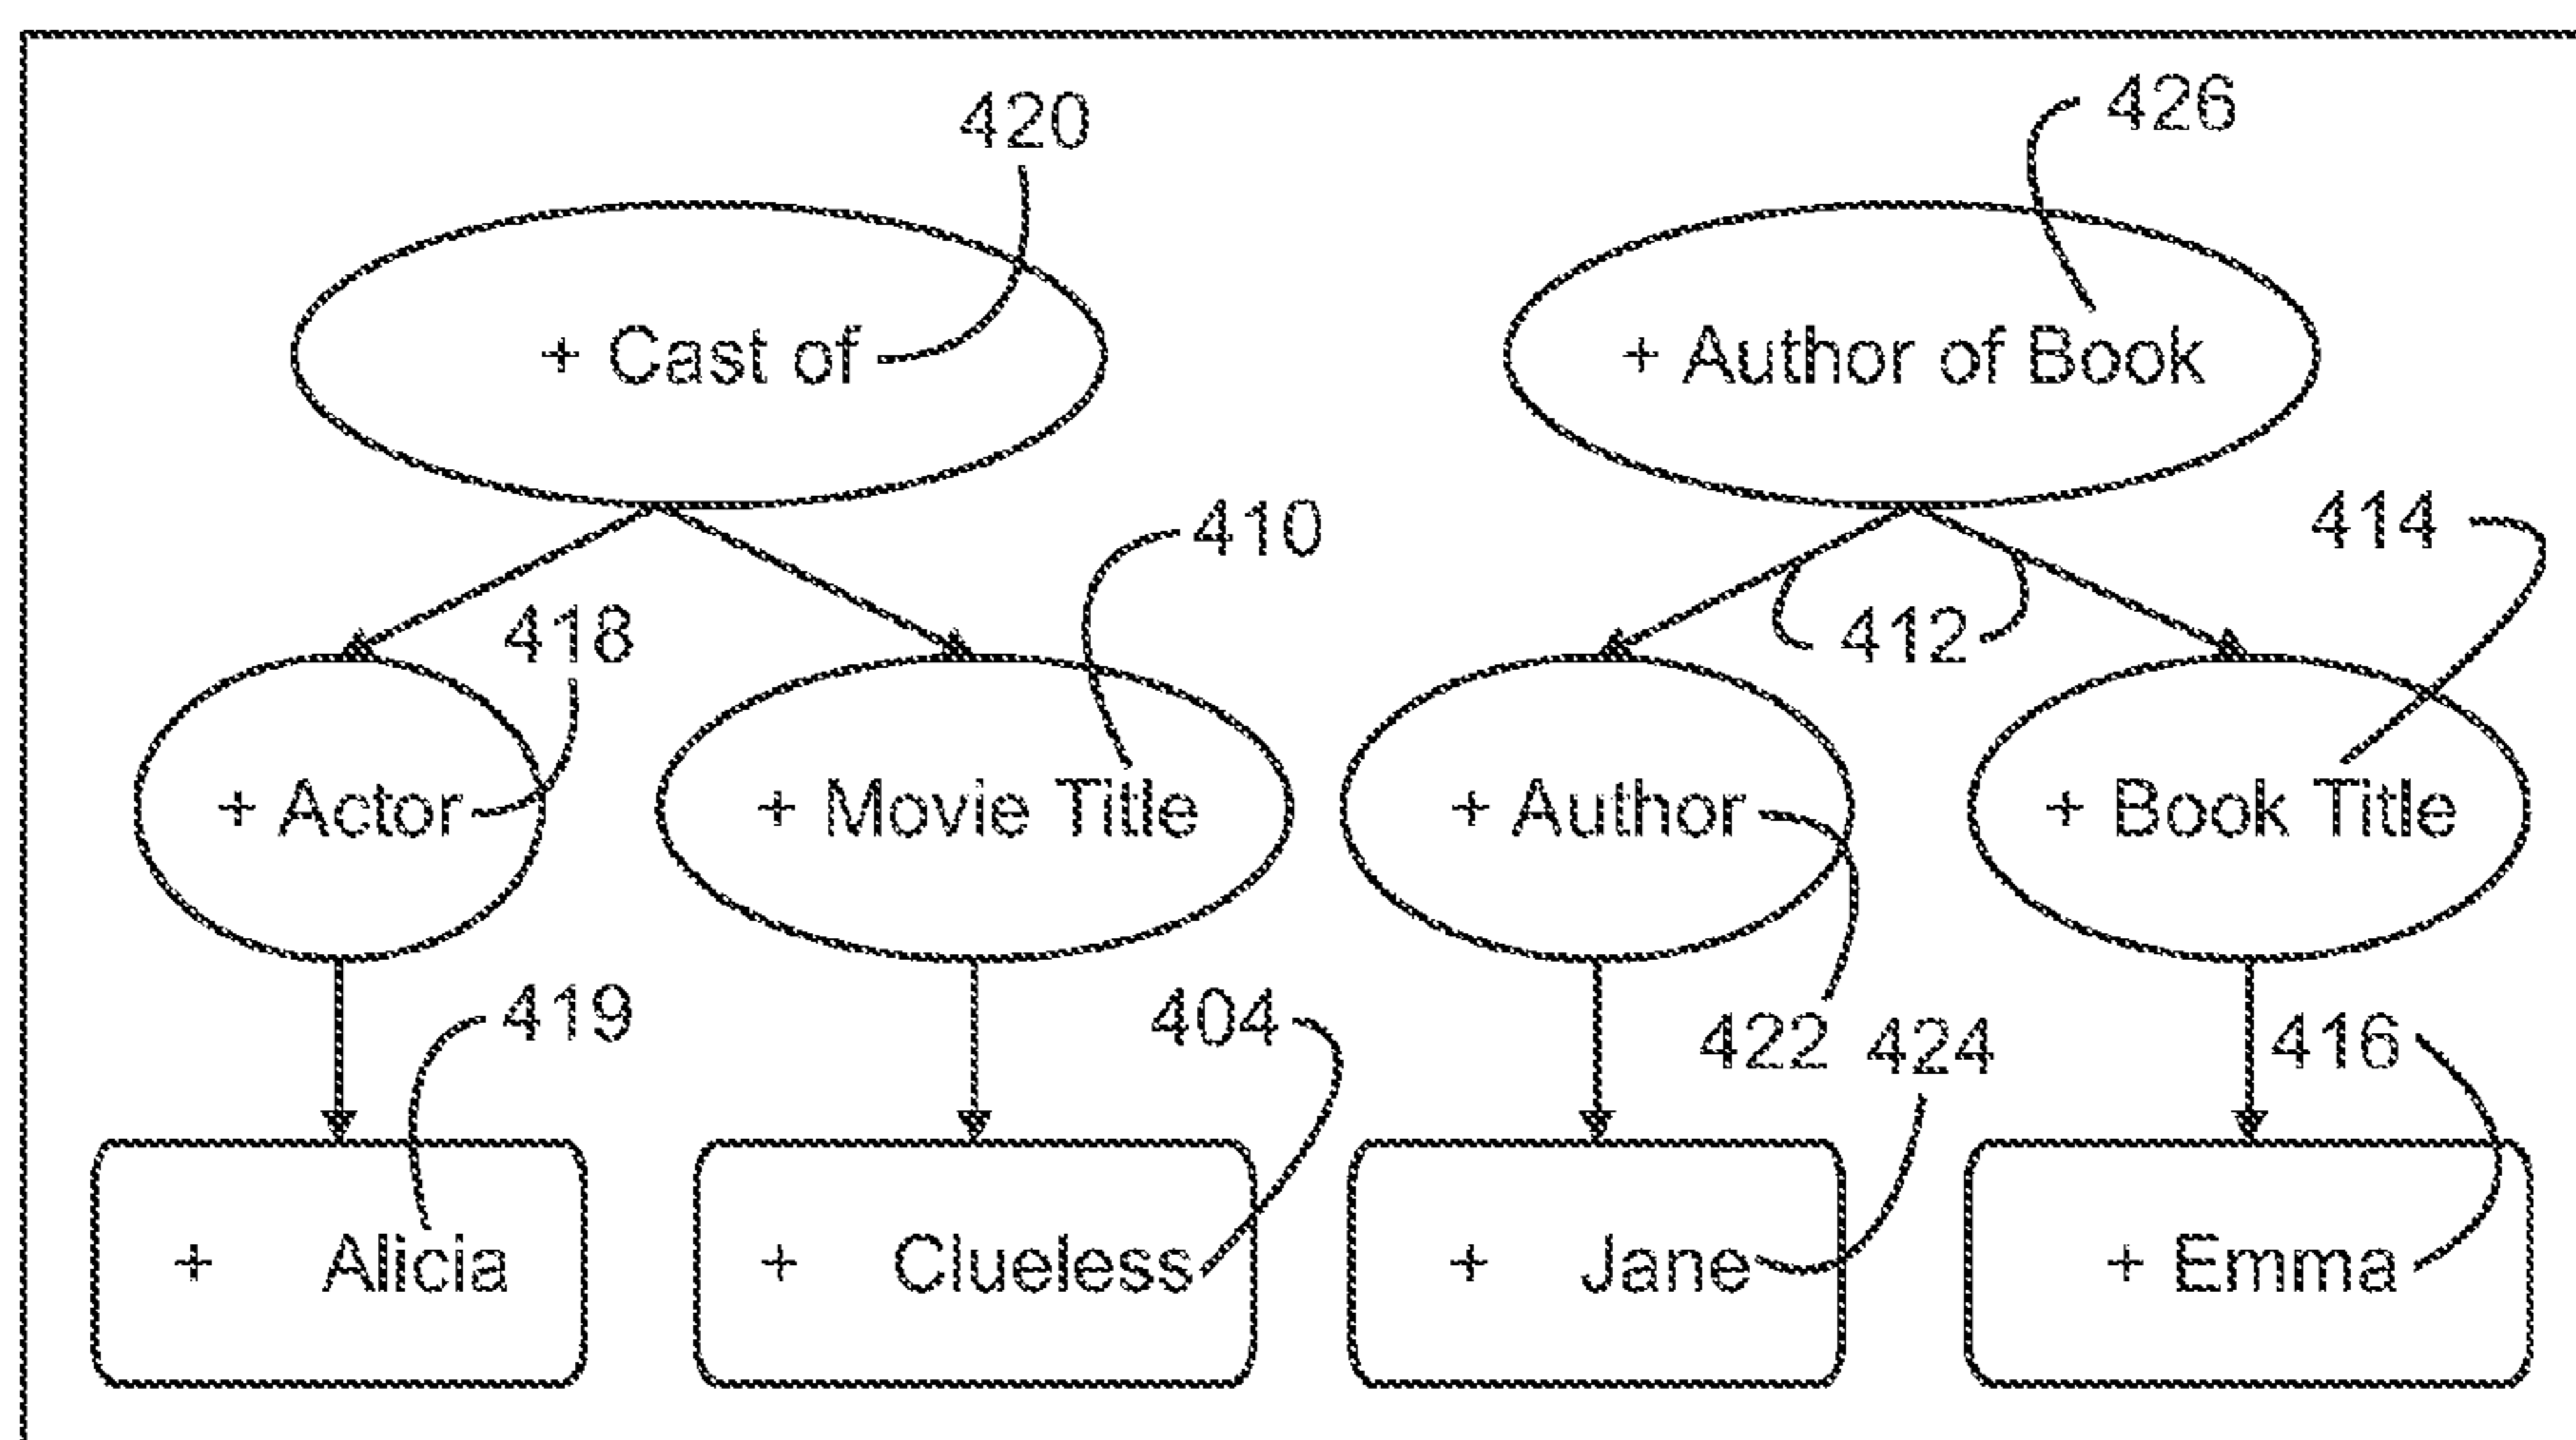 420
426
+ Cast of
+ Author of Book
410
414
418
412
+ Actor
+ Movie Title
+ Author
+ Book Title
419
404
422
424
416
+ Alicia
+ Clueless
+ Jane
+ Emma